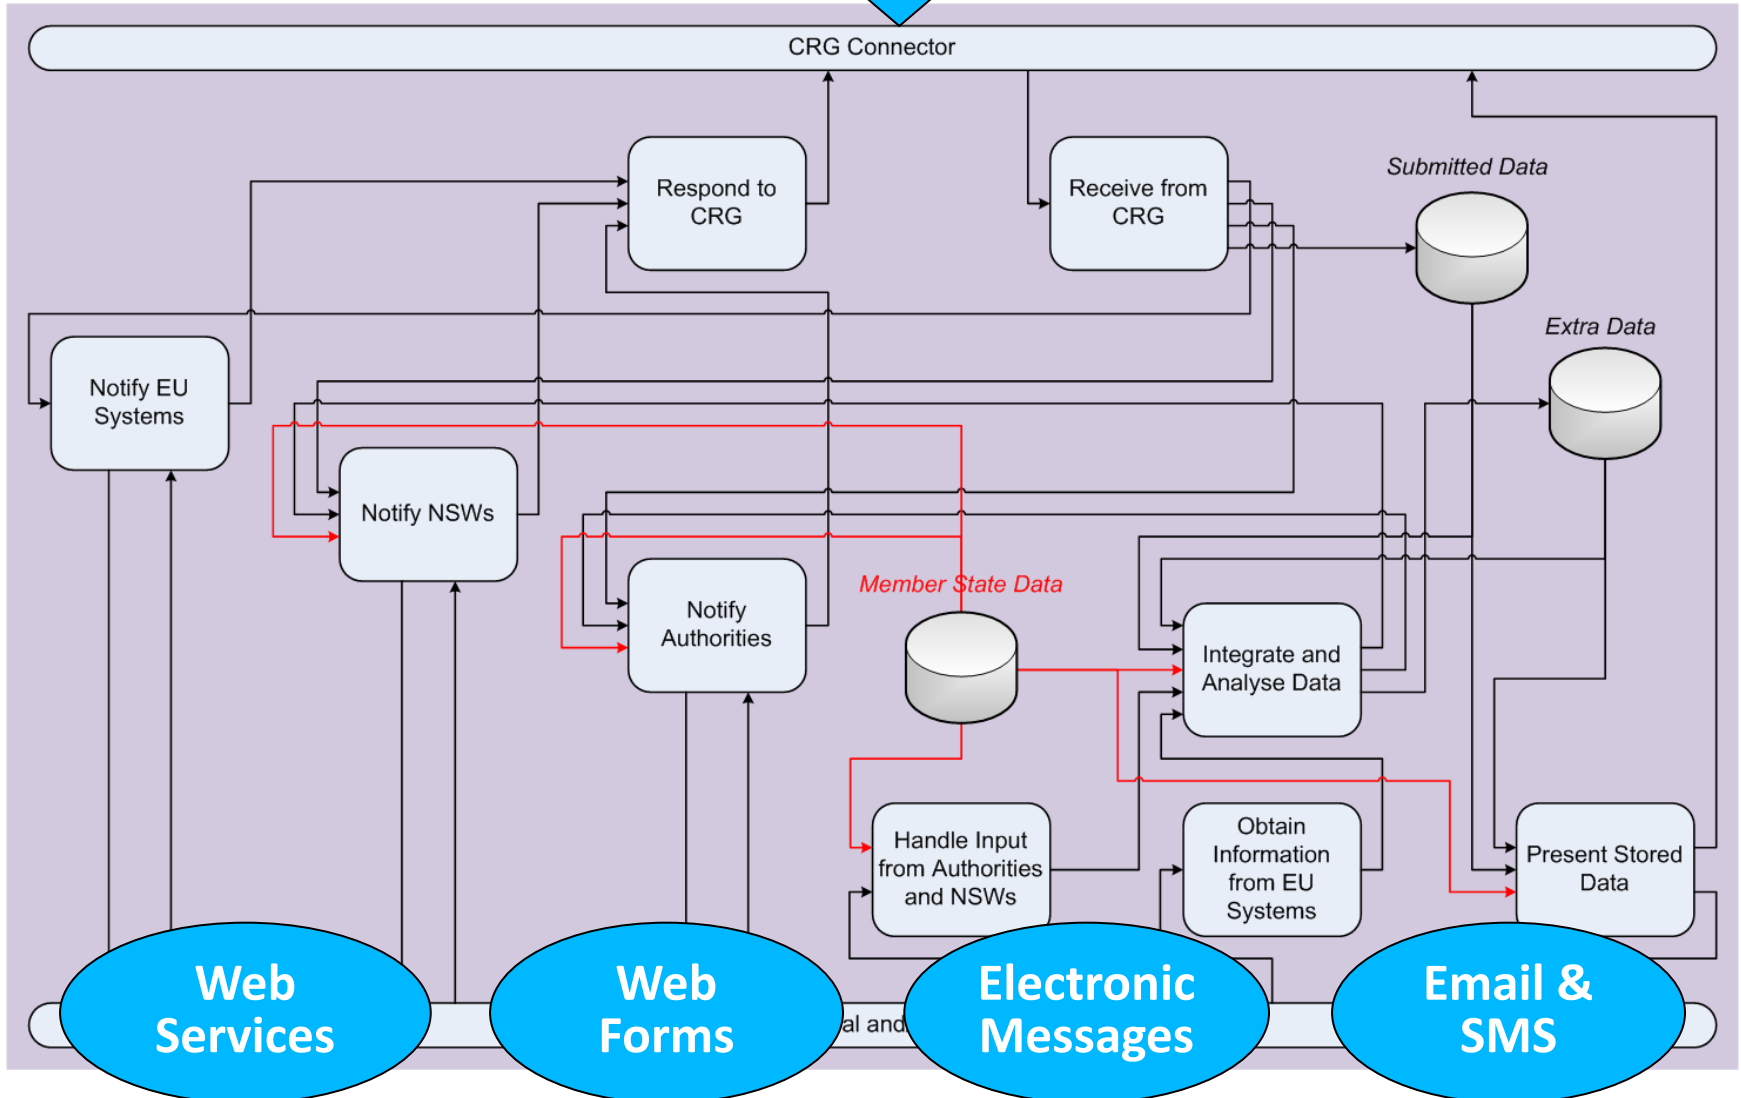 CRG Connector
Submitted Data
Respond to
CRG
Receive from
CRG
Extra Data
Notify EU
Systems
Notify NSWs
Member State Data
Notify
Authorities
Integrate and
Analyse Data
Handle Input
from Authorities
and NSWs
Obtain
Information
from EU
Systems
Present Stored
Data
Web
Services
Web
Forms
Electronic
Messages
Email &
SMS
and